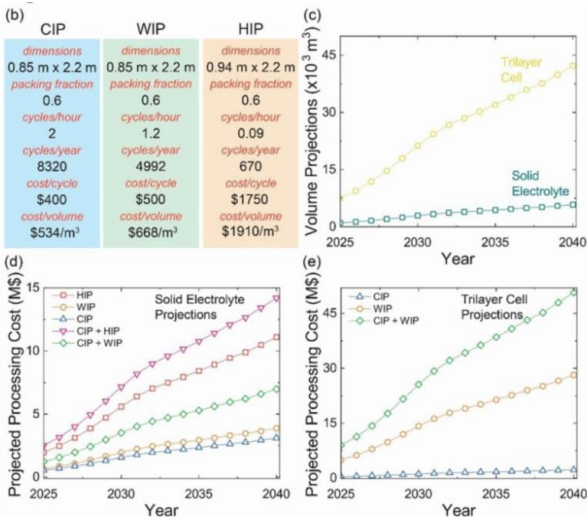 (b)
CIP WIP HIP
dimensions dimensions dimensions
0.85 m x 2.2 m 0.85 m x 2.2 m 0.94 m x 2.2 m
packing fraction packing fraction packing fraction
0.6 0.6 0.6
cycles/hour cycles/hour cycles/hour
2 1.2 0.09
cycles/year cycles/year cycles/year
8320 4992 670
cost/cycle cost/cycle cost/cycle
$400 $500 $1750
cost/volume cost/volume cost/volume
$534/m³ $668/m³ $1910/m³
(c)
Volume Projections (x10³ m³)
45
30
15
0
Trilayer
Cell
Solid
Electrolyte
2025 2030 2035 2040
Year
(d)
Projected Processing Cost (M$)
15
10
5
0
HIP
WIP
CIP
CIP + HIP
CIP + WIP
Solid Electrolyte
Projections
2025 2030 2035 2040
Year
(e)
Projected Processing Cost (M$)
45
30
15
0
CIP
WIP
CIP + WIP
Trilayer Cell
Projections
2025 2030 2035 2040
Year